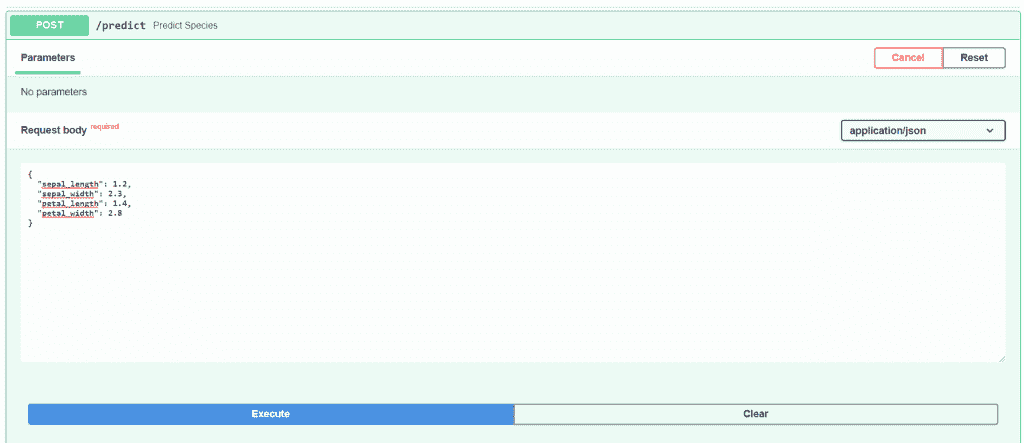 POST /predict Predict Species
Parameters
Cancel Reset
No parameters
Request body required
application/json
{
"sepal_length": 1.2,
"sepal_width": 2.3,
"petal_length": 1.4,
"petal_width": 2.8
}
Execute Clear